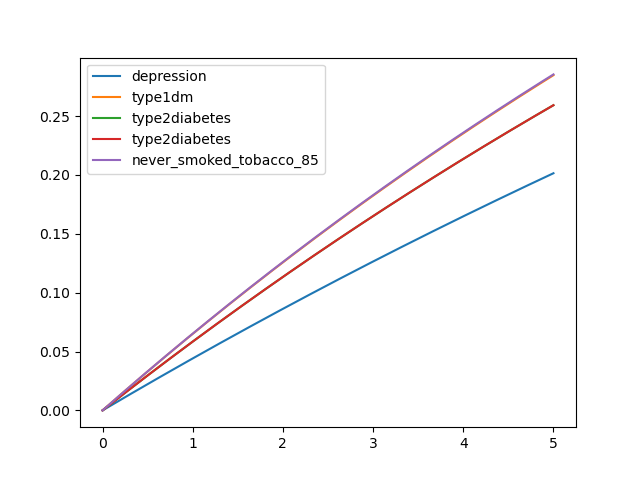 depression
type1dm
type2diabetes
type2diabetes
never_smoked_tobacco_85
0.25
0.20
0.15
0.10
0.05
0.00
0 1 2 3 4 5